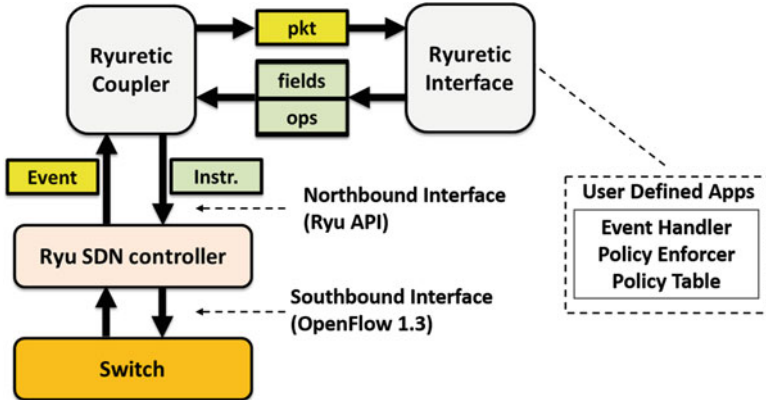 Ryuretic
Coupler
pkt
fields
ops
Ryuretic
Interface
Event
Instr.
Northbound Interface
(Ryu API)
User Defined Apps
Event Handler
Policy Enforcer
Policy Table
Ryu SDN controller
Southbound Interface
(OpenFlow 1.3)
Switch